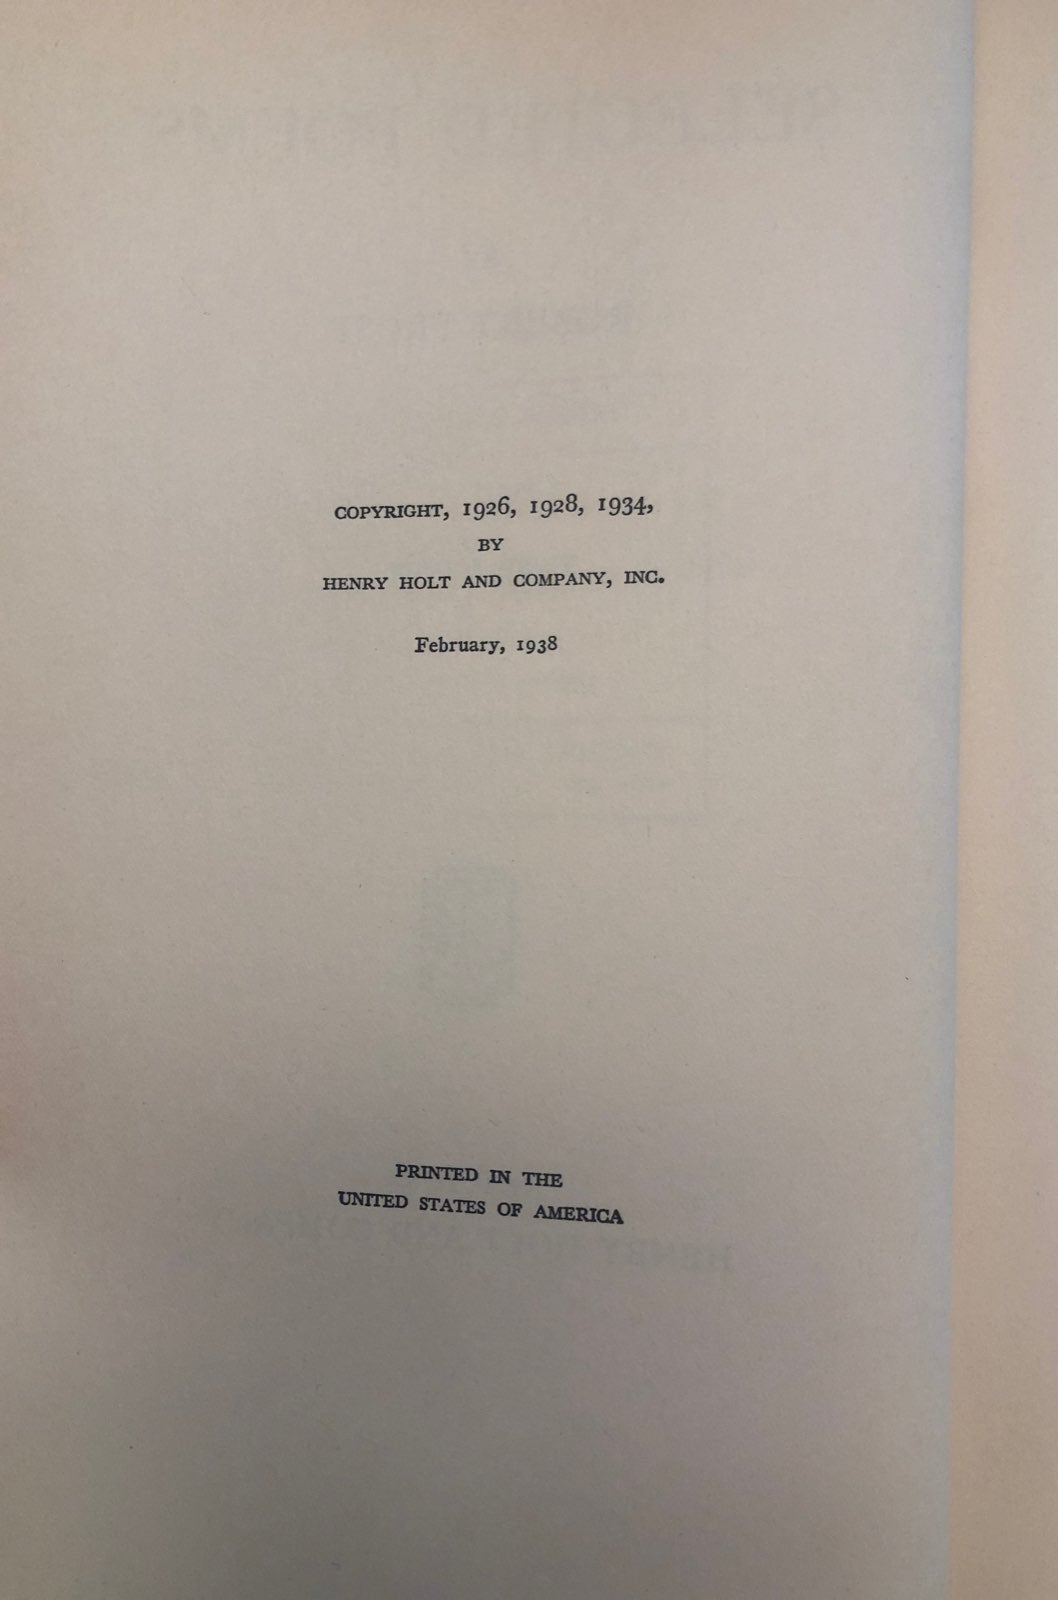 COPYRIGHT, 1926, 1928, 1934,
BY
HENRY HOLT AND COMPANY, INC.
February, 1938
PRINTED IN THE
UNITED STATES OF AMERICA